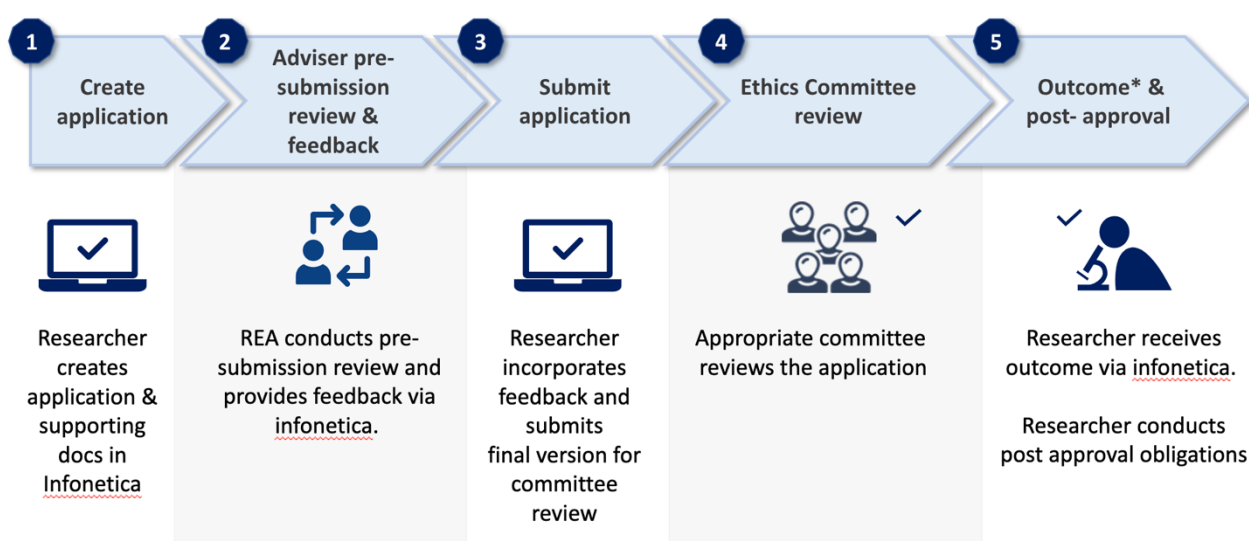 1
Create
application
2
Adviser pre-
submission
review &
feedback
3
Submit
application
4
Ethics Committee
review
5
Outcome* &
post- approval
Researcher
creates
application &
supporting
docs in
Infonetica
REA conducts pre-
submission review and
provides feedback via
infonetica.
Researcher
incorporates
feedback and
submits
final version for
committee
review
Appropriate committee
reviews the application
Researcher receives
outcome via infonetica.
Researcher conducts
post approval obligations